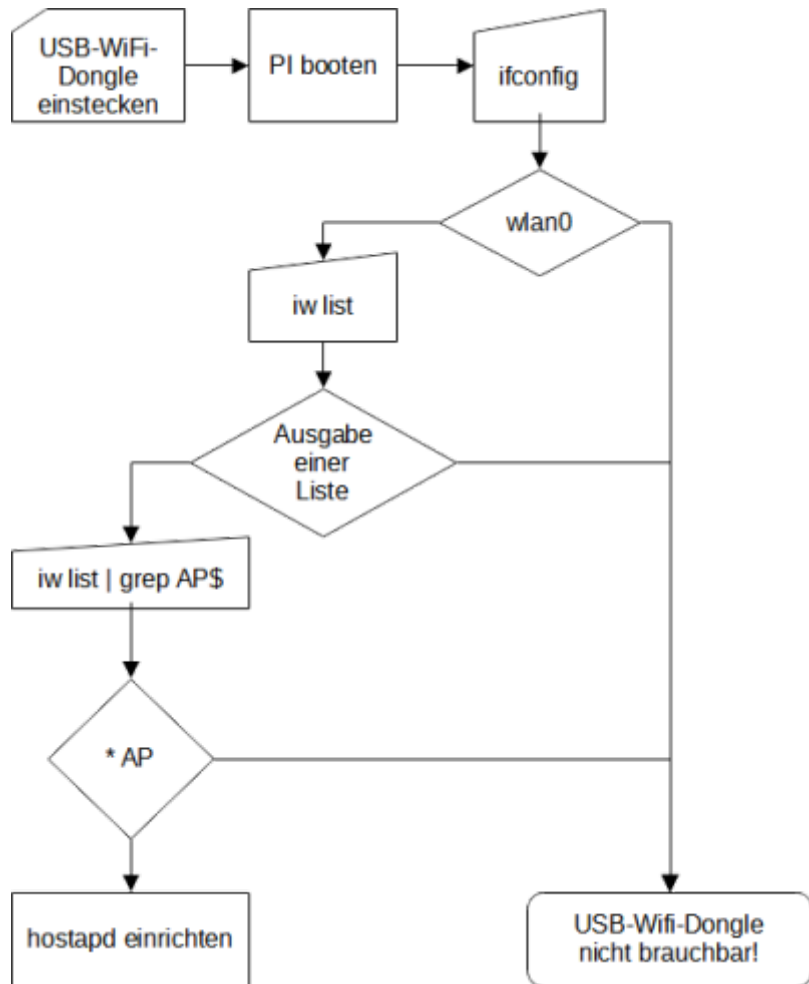 USB-WiFi-
Dongle
einstecken
PI booten
ifconfig
wlan0
iw list
Ausgabe
einer
Liste
iw list | grep AP$
* AP
hostapd einrichten
USB-Wifi-Dongle
nicht brauchbar!